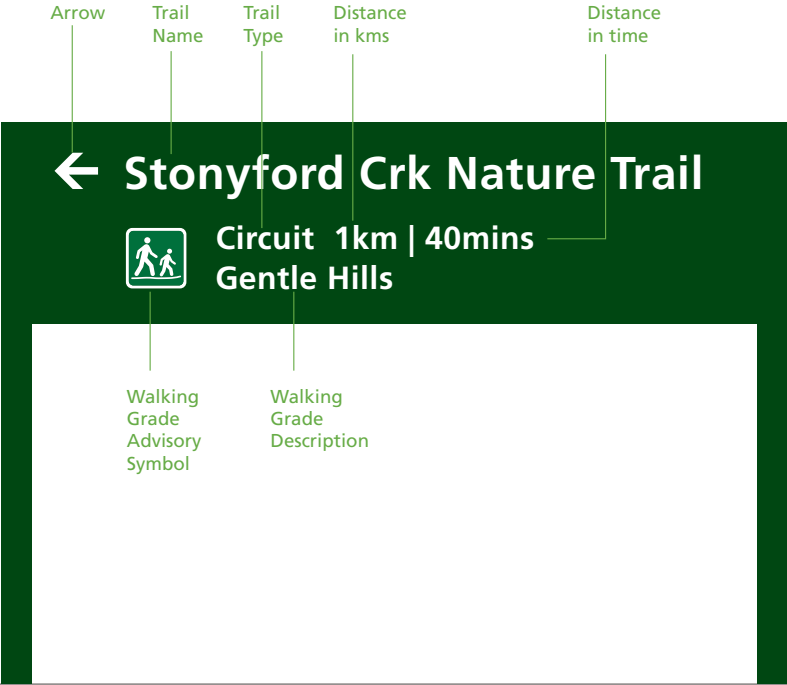 Arrow
Trail
Name
Trail
Type
Distance
in kms
Distance
in time
Stonyford Crk Nature Trail
Circuit 1km | 40mins
Gentle Hills
Walking
Grade
Advisory
Symbol
Walking
Grade
Description